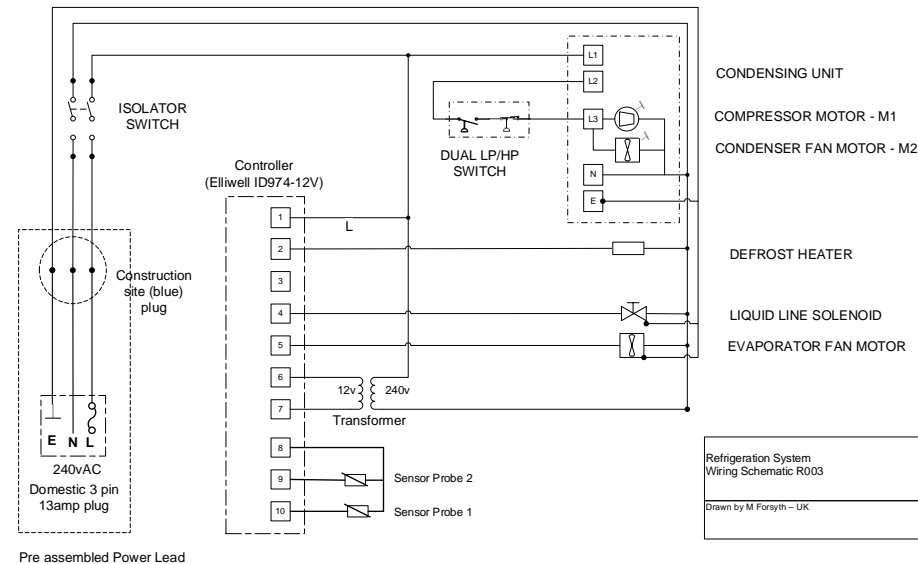 L1
L2
CONDENSING UNIT
ISOLATOR
SWITCH
L3
COMPRESSOR MOTOR - M1
DUAL LP/HP
SWITCH
CONDENSER FAN MOTOR - M2
Controller
(Elliwell ID974-12V)
N
E
1
L
2
DEFROST HEATER
Construction
site (blue)
plug
3
4
LIQUID LINE SOLENOID
5
EVAPORATOR FAN MOTOR
6
12v
240v
7
Transformer
E N L
240vAC
Domestic 3 pin
13amp plug
8
9
Sensor Probe 2
10
Sensor Probe 1
Refrigeration System
Wiring Schematic R003
Drawn by M Forsyth – UK
Pre assembled Power Lead